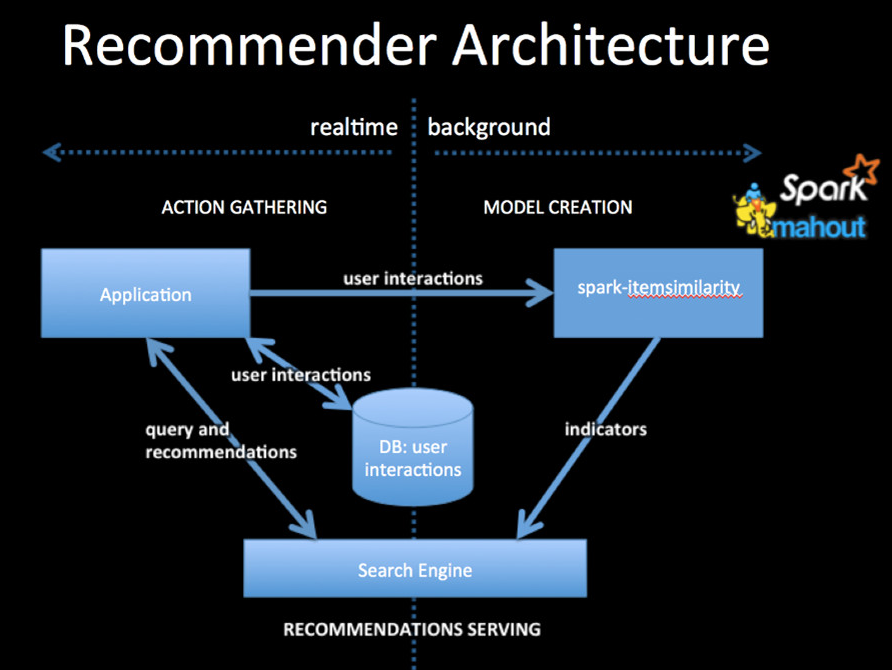 Recommender Architecture
realtime
background
ACTION GATHERING
MODEL CREATION
Spark
mahout
Application
user interactions
spark-itemsimilarity
user interactions
query and
recommendations
DB: user
interactions
indicators
Search Engine
RECOMMENDATIONS SERVING